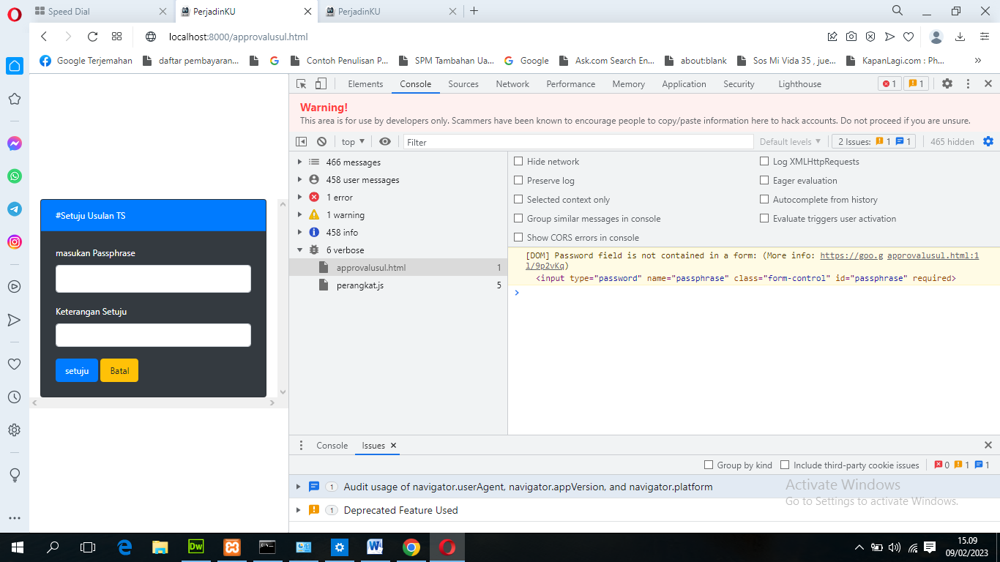 Speed Dial
PerjadinKU
PerjadinKU
localhost:8000/approvalusul.html
Google Terjemahan
daftar pembayaran...
Contoh Penulisan P...
SPM Tambahan Ua...
Google
Ask.com Search En...
about:blank
Sos Mi Vida 35 , jue...
KapanLagi.com : Ph...
»
Elements
Console
Sources
Network
Performance
Memory
Application
Security
Lighthouse
1
1
Warning!
This area is for use by developers only. Scammers have been known to encourage people to copy/paste information here to hack accounts. Do not proceed if you are unsure.
top
Filter
Default levels
2 Issues: 1 1
465 hidden
466 messages
458 user messages
1 error
1 warning
458 info
6 verbose
approvalusul.html 1
perangkat.js 5
Hide network
Log XMLHttpRequests
Preserve log
Eager evaluation
Selected context only
Autocomplete from history
Group similar messages in console
Evaluate triggers user activation
Show CORS errors in console
[DOM] Password field is not contained in a form: (More info: https://goo.g approvalusul.html:1
l/9p2vKq)
<input type="password" name="passphrase" class="form-control" id="passphrase" required>
#Setuju Usulan TS
masukan Passphrase
Keterangan Setuju
setuju
Batal
Console
Issues
Group by kind
Include third-party cookie issues
0 1 1
1 Audit usage of navigator.userAgent, navigator.appVersion, and navigator.platform
1 Deprecated Feature Used
Activate Windows
Go to Settings to activate Windows.
Dw
W
15.09
09/02/2023